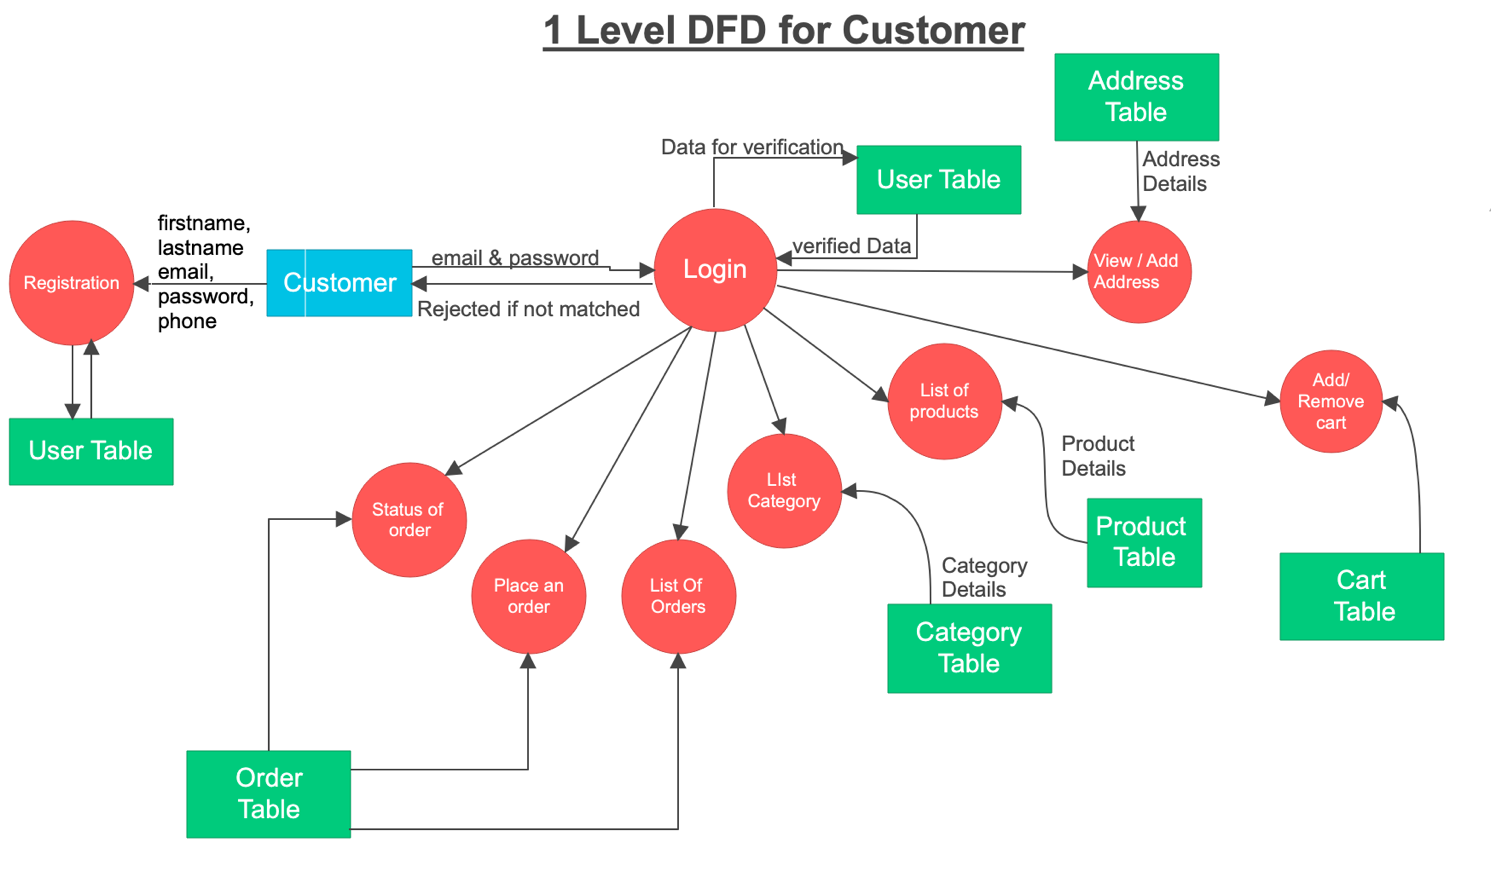 1 Level DFD for Customer
Address
Table
Data for verification
User Table
Address
Details
firstname,
lastname
email,
password,
phone
Registration
Customer
email & password
Rejected if not matched
Login
verified Data
View / Add
Address
User Table
List of
products
Add/
Remove
cart
Product
Details
Status of
order
LIst
Category
Place an
order
List Of
Orders
Category
Details
Product
Table
Cart
Table
Category
Table
Order
Table